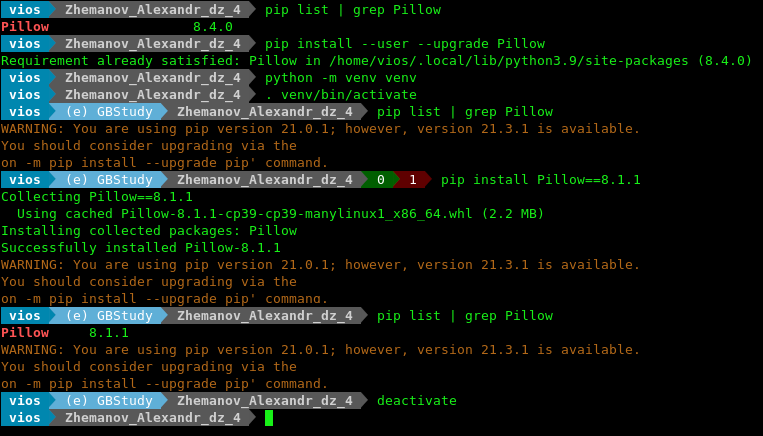 vios Zhemanov_Alexandr_dz_4 pip list | grep Pillow
Pillow 8.4.0
vios Zhemanov_Alexandr_dz_4 pip install --user --upgrade Pillow
Requirement already satisfied: Pillow in /home/vios/.local/lib/python3.9/site-packages (8.4.0)
vios Zhemanov_Alexandr_dz_4 python -m venv venv
vios Zhemanov_Alexandr_dz_4 . venv/bin/activate
vios (e) GBStudy Zhemanov_Alexandr_dz_4 pip list | grep Pillow
WARNING: You are using pip version 21.0.1; however, version 21.3.1 is available.
You should consider upgrading via the
on -m pip install --upgrade pip' command.
vios (e) GBStudy Zhemanov_Alexandr_dz_4 0 1 pip install Pillow==8.1.1
Collecting Pillow==8.1.1
  Using cached Pillow-8.1.1-cp39-cp39-manylinux1_x86_64.whl (2.2 MB)
Installing collected packages: Pillow
Successfully installed Pillow-8.1.1
WARNING: You are using pip version 21.0.1; however, version 21.3.1 is available.
You should consider upgrading via the
on -m pip install --upgrade pip' command.
vios (e) GBStudy Zhemanov_Alexandr_dz_4 pip list | grep Pillow
Pillow 8.1.1
WARNING: You are using pip version 21.0.1; however, version 21.3.1 is available.
You should consider upgrading via the
on -m pip install --upgrade pip' command.
vios (e) GBStudy Zhemanov_Alexandr_dz_4 deactivate
vios Zhemanov_Alexandr_dz_4